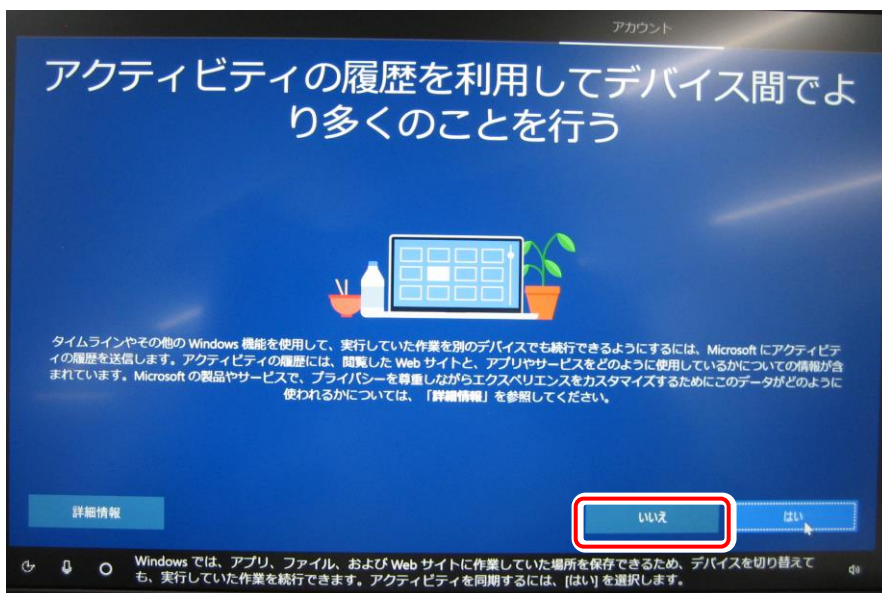 アカウント
アクティビティの履歴を利用してデバイス間でよ
り多くのことを行う
タイムラインやその他の Windows 機能を使用して、実行していた作業を別のデバイスでも続行できるようにするには、Microsoft にアクティビテ
ィの履歴を送信します。アクティビティの履歴には、閲覧した Web サイトと、アプリやサービスをどのように使用しているかについての情報が含
まれています。Microsoft の製品やサービスで、プライバシーを尊重しながらエクスペリエンスをカスタマイズするためにこのデータがどのように
使われるかについては、「詳細情報」を参照してください。
詳細情報
いいえ
はい
Windows では、アプリ、ファイル、および Web サイトに作業していた場所を保存できるため、デバイスを切り替えて
も、実行していた作業を続行できます。アクティビティを同期するには、[はい] を選択します。